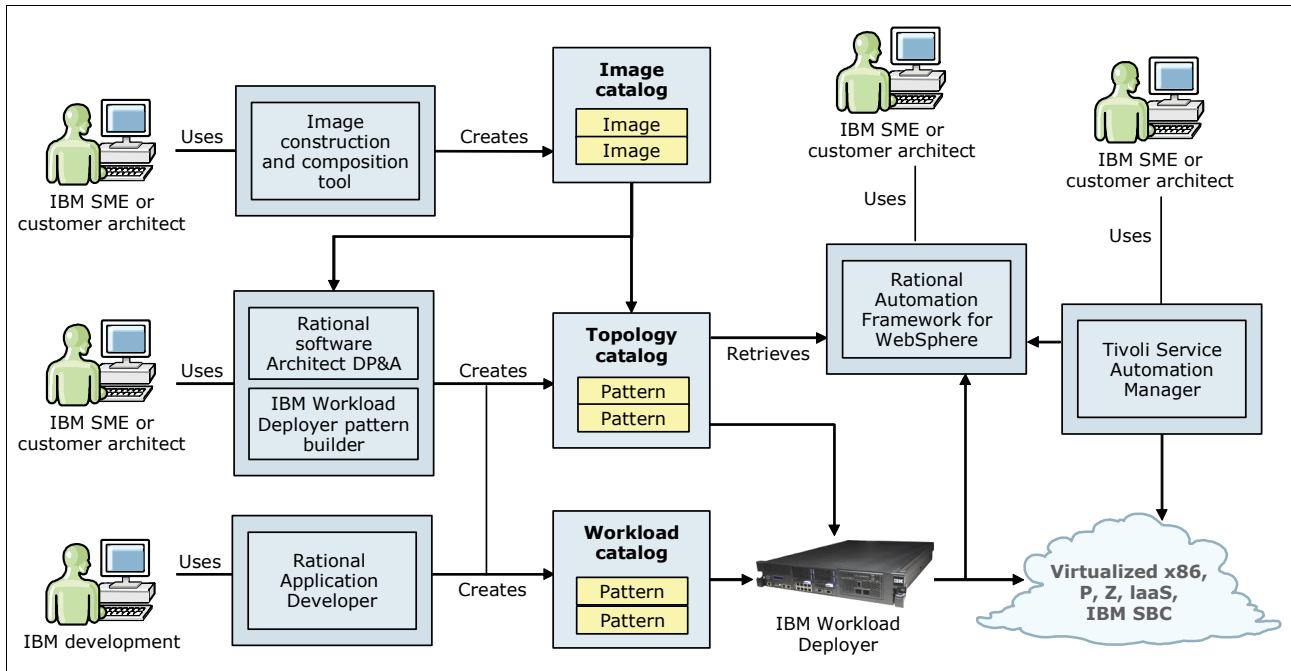 Image
catalog
Image
Image
IBM SME or
customer architect
Uses
Image
construction
and composition
tool
Creates
IBM SME or
customer architect
Uses
IBM SME or
customer architect
Uses
IBM SME or
customer architect
Uses
Rational
software
Architect DP&A
IBM Workload
Deployer pattern
builder
Creates
Topology
catalog
Pattern
Pattern
Retrieves
Rational
Automation
Framework for
WebSphere
Tivoli Service
Automation
Manager
IBM development
Uses
Rational
Application
Developer
Creates
Workload
catalog
Pattern
Pattern
IBM
IBM Workload
Deployer
Virtualized x86,
P, Z, IaaS,
IBM SBC